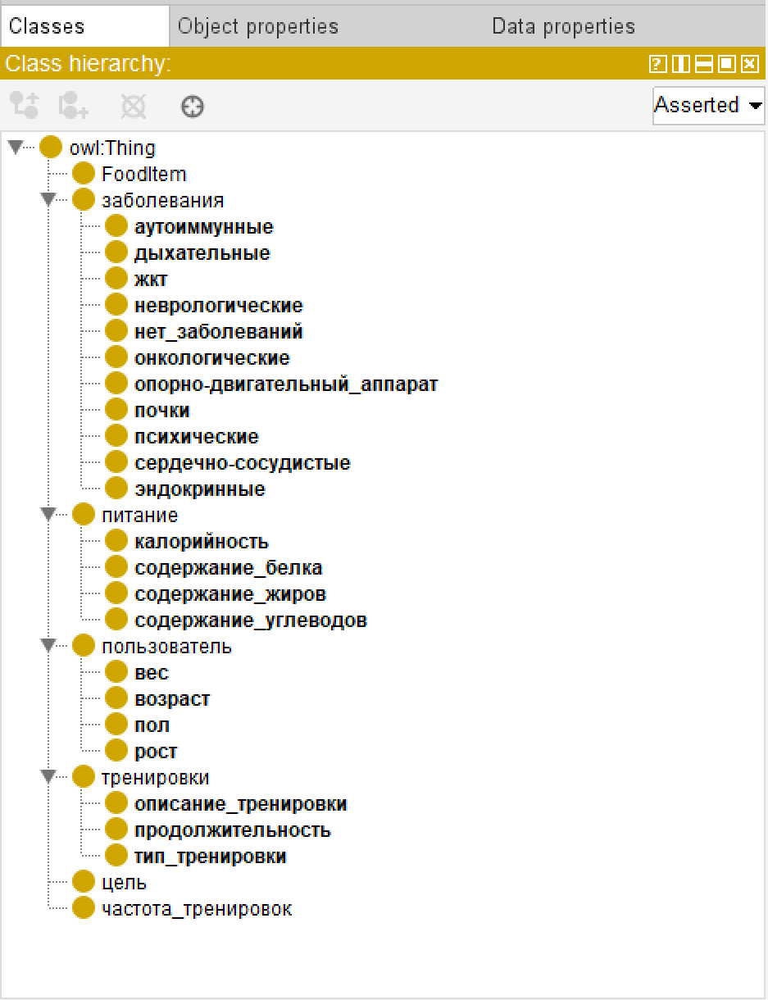 Classes Object properties Data properties
Class hierarchy:
Asserted
owl:Thing
FoodItem
заболевания
аутоиммунные
дыхательные
жкт
неврологические
нет_заболеваний
онкологические
опорно-двигательный_аппарат
почки
психические
сердечно-сосудистые
эндокринные
питание
калорийность
содержание_белка
содержание_жиров
содержание_углеводов
пользователь
вес
возраст
пол
рост
тренировки
описание_тренировки
продолжительность
тип_тренировки
цель
частота_тренировок